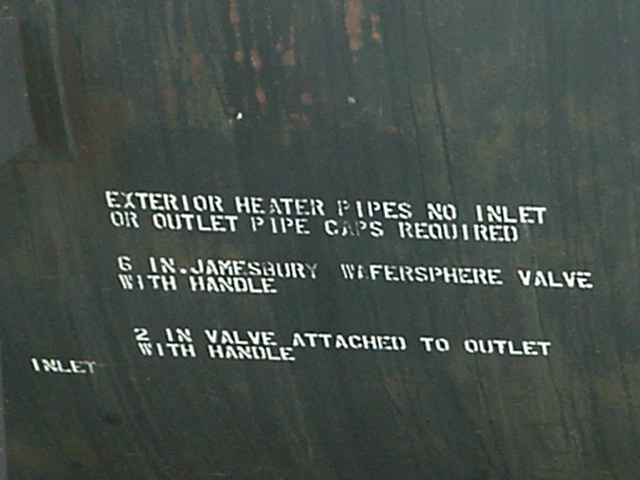 EXTERIOR HEATER PIPES NO INLET
OR OUTLET PIPE CAPS REQUIRED
6 IN. JAMESBURY WAFERSPHERE VALVE
WITH HANDLE
2 IN VALVE ATTACHED TO OUTLET
WITH HANDLE
INLET